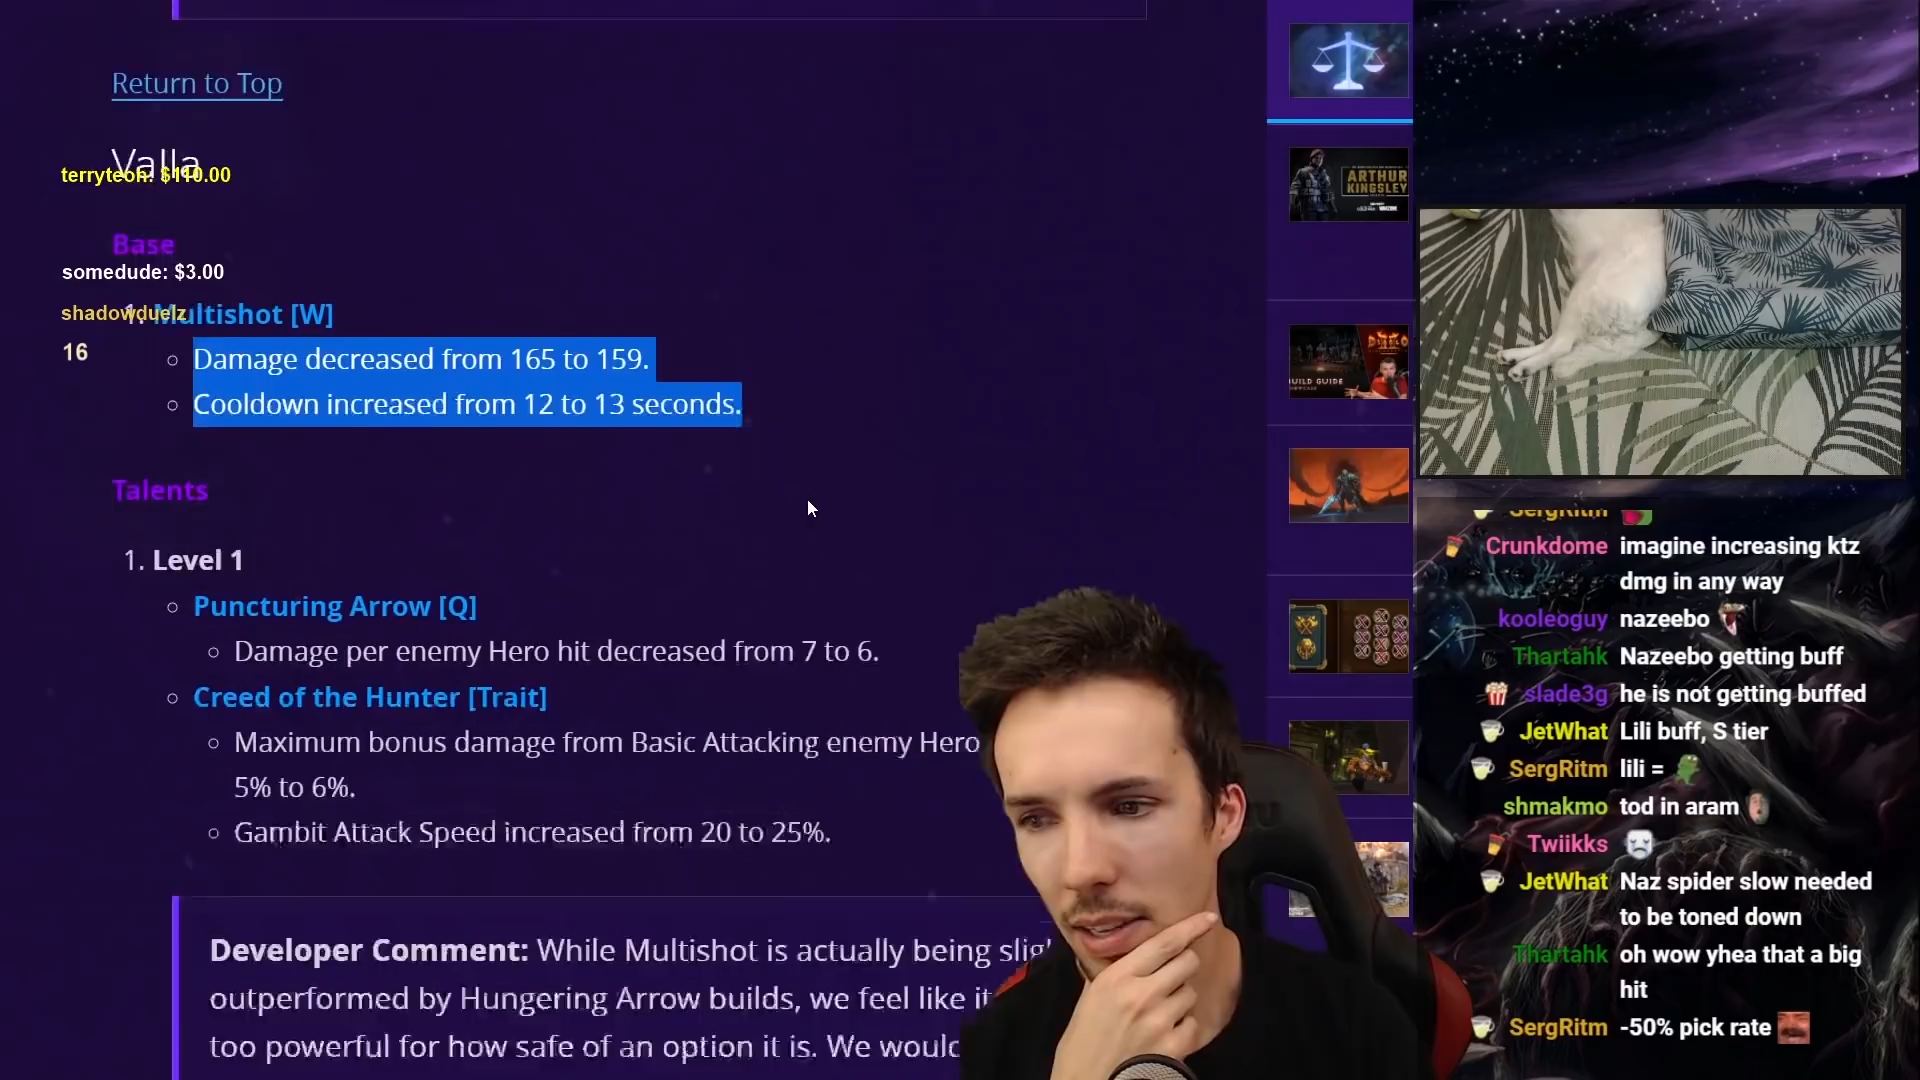 Return to Top
Valla
terryteoh: $110.00
Base
somedude: $3.00
1. Multishot [W]
shadowduelz
16
Damage decreased from 165 to 159.
Cooldown increased from 12 to 13 seconds.
Talents
1. Level 1
Puncturing Arrow [Q]
Damage per enemy Hero hit decreased from 7 to 6.
Creed of the Hunter [Trait]
Maximum bonus damage from Basic Attacking enemy Hero
5% to 6%.
Gambit Attack Speed increased from 20 to 25%.
Developer Comment: While Multishot is actually being
outperformed by Hungering Arrow builds, we feel like it
too powerful for how safe of an option it is. We
ARTHUR
KINGSLEY
BUILD GUIDE
SergRitm
Crunkdome imagine increasing ktz
dmg in any way
kooleoguy nazeebo
Thartahk Nazeebo getting buff
slade3g he is not getting buffed
JetWhat Lili buff, S tier
SergRitm lili =
shmakmo tod in aram
Twiikks
JetWhat Naz spider slow needed
to be toned down
Thartahk oh wow yhea that a big
hit
SergRitm -50% pick rate